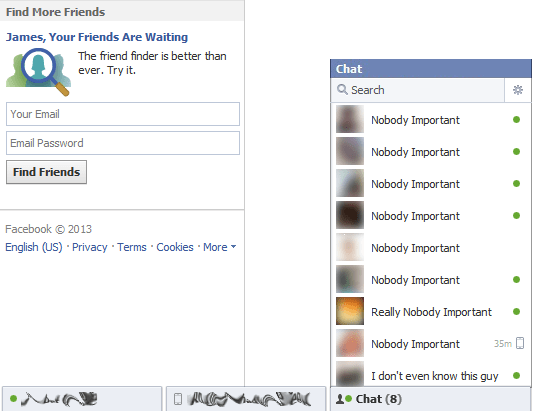 Find More Friends
James, Your Friends Are Waiting
The friend finder is better than
ever. Try it.
Your Email
Email Password
Find Friends
Facebook © 2013
English (US) · Privacy · Terms · Cookies · More
Chat
Search
Nobody Important
Nobody Important
Nobody Important
Nobody Important
Nobody Important
Nobody Important
Really Nobody Important
Nobody Important 35m
I don't even know this guy
Chat (8)